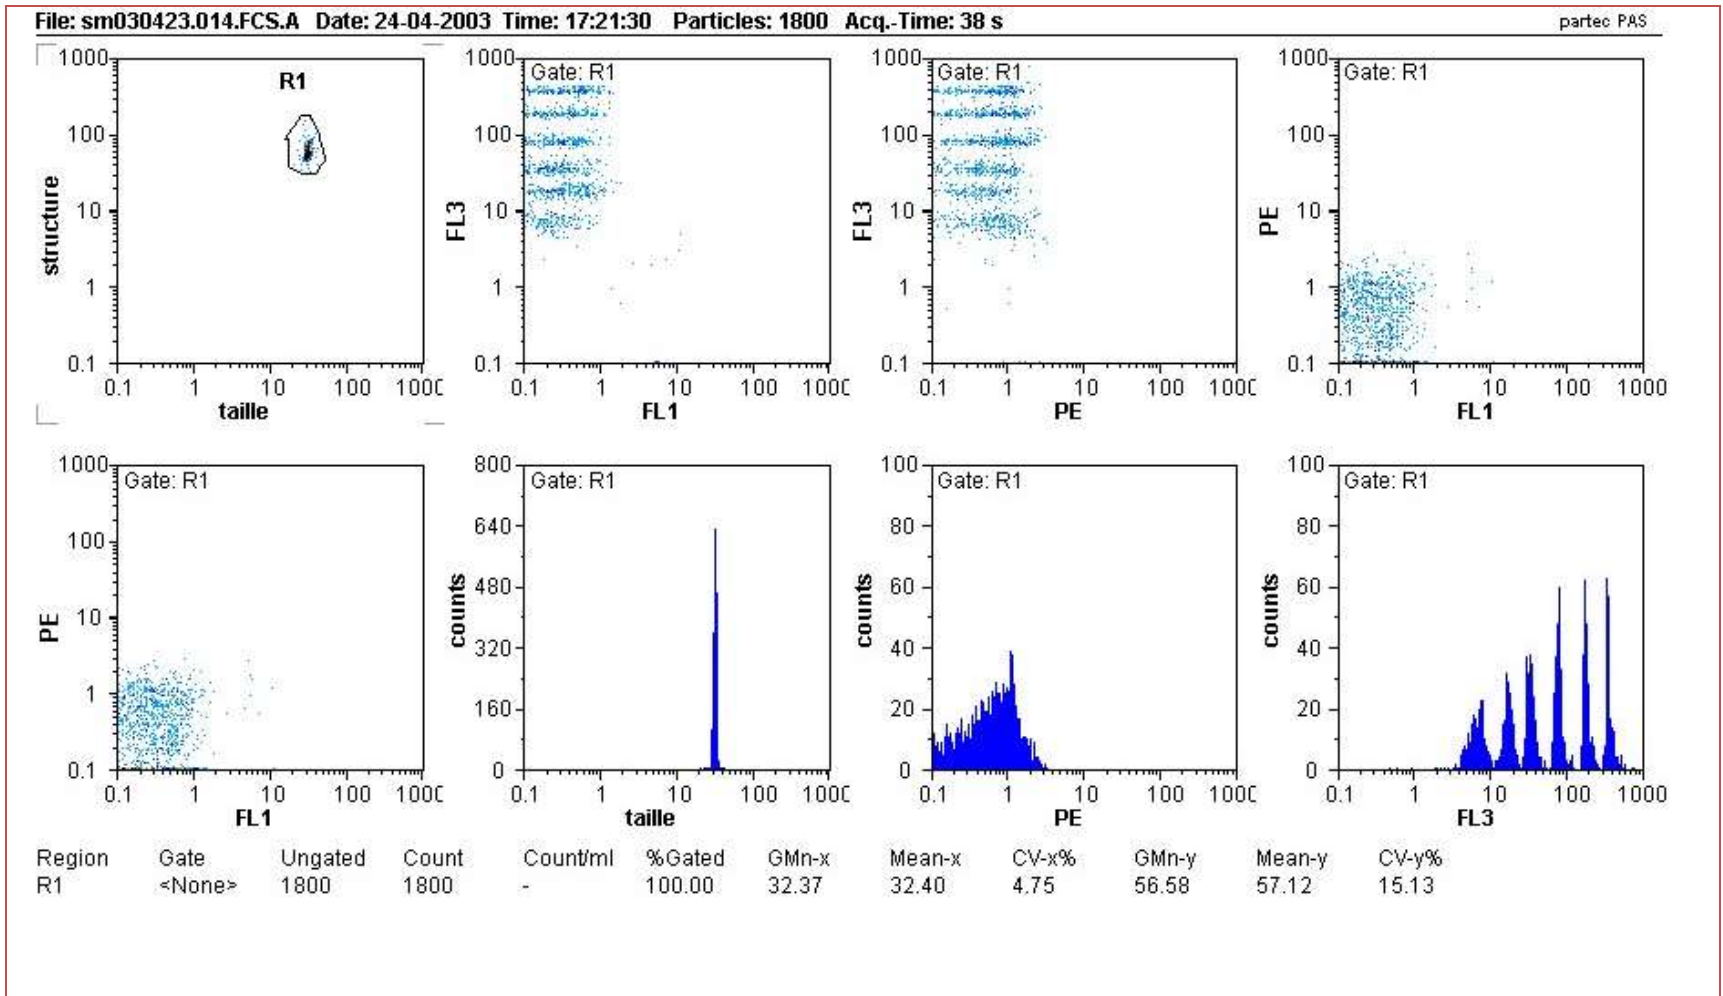 File: sm030423.014.FCS.A Date: 24-04-2003 Time: 17:21:30 Particles: 1800 Acq.-Time: 38 s partec PAS
1000 R1
100
10
1
0.1
structure
0.1 1 10 100 1000
taille
1000 Gate: R1
100
10
1
0.1
FL3
0.1 1 10 100 1000
FL1
1000 Gate: R1
100
10
1
0.1
FL3
0.1 1 10 100 1000
PE
1000 Gate: R1
100
10
1
0.1
PE
0.1 1 10 100 1000
FL1
1000 Gate: R1
100
10
1
0.1
PE
0.1 1 10 100 1000
FL1
800 Gate: R1
640
480
320
160
0
counts
0.1 1 10 100 1000
taille
100 Gate: R1
80
60
40
20
0
counts
0.1 1 10 100 1000
PE
100 Gate: R1
80
60
40
20
0
counts
0.1 1 10 100 1000
FL3
Region Gate Ungated Count Count/ml %Gated GMn-x Mean-x CV-x% GMn-y Mean-y CV-y%
R1 <None> 1800 1800 - 100.00 32.37 32.40 4.75 56.58 57.12 15.13